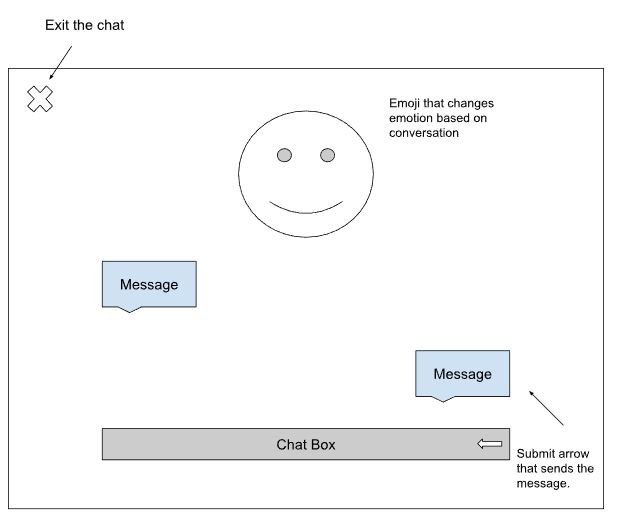 Exit the chat
Emoji that changes
emotion based on
conversation
Message
Message
Chat Box
Submit arrow
that sends the
message.